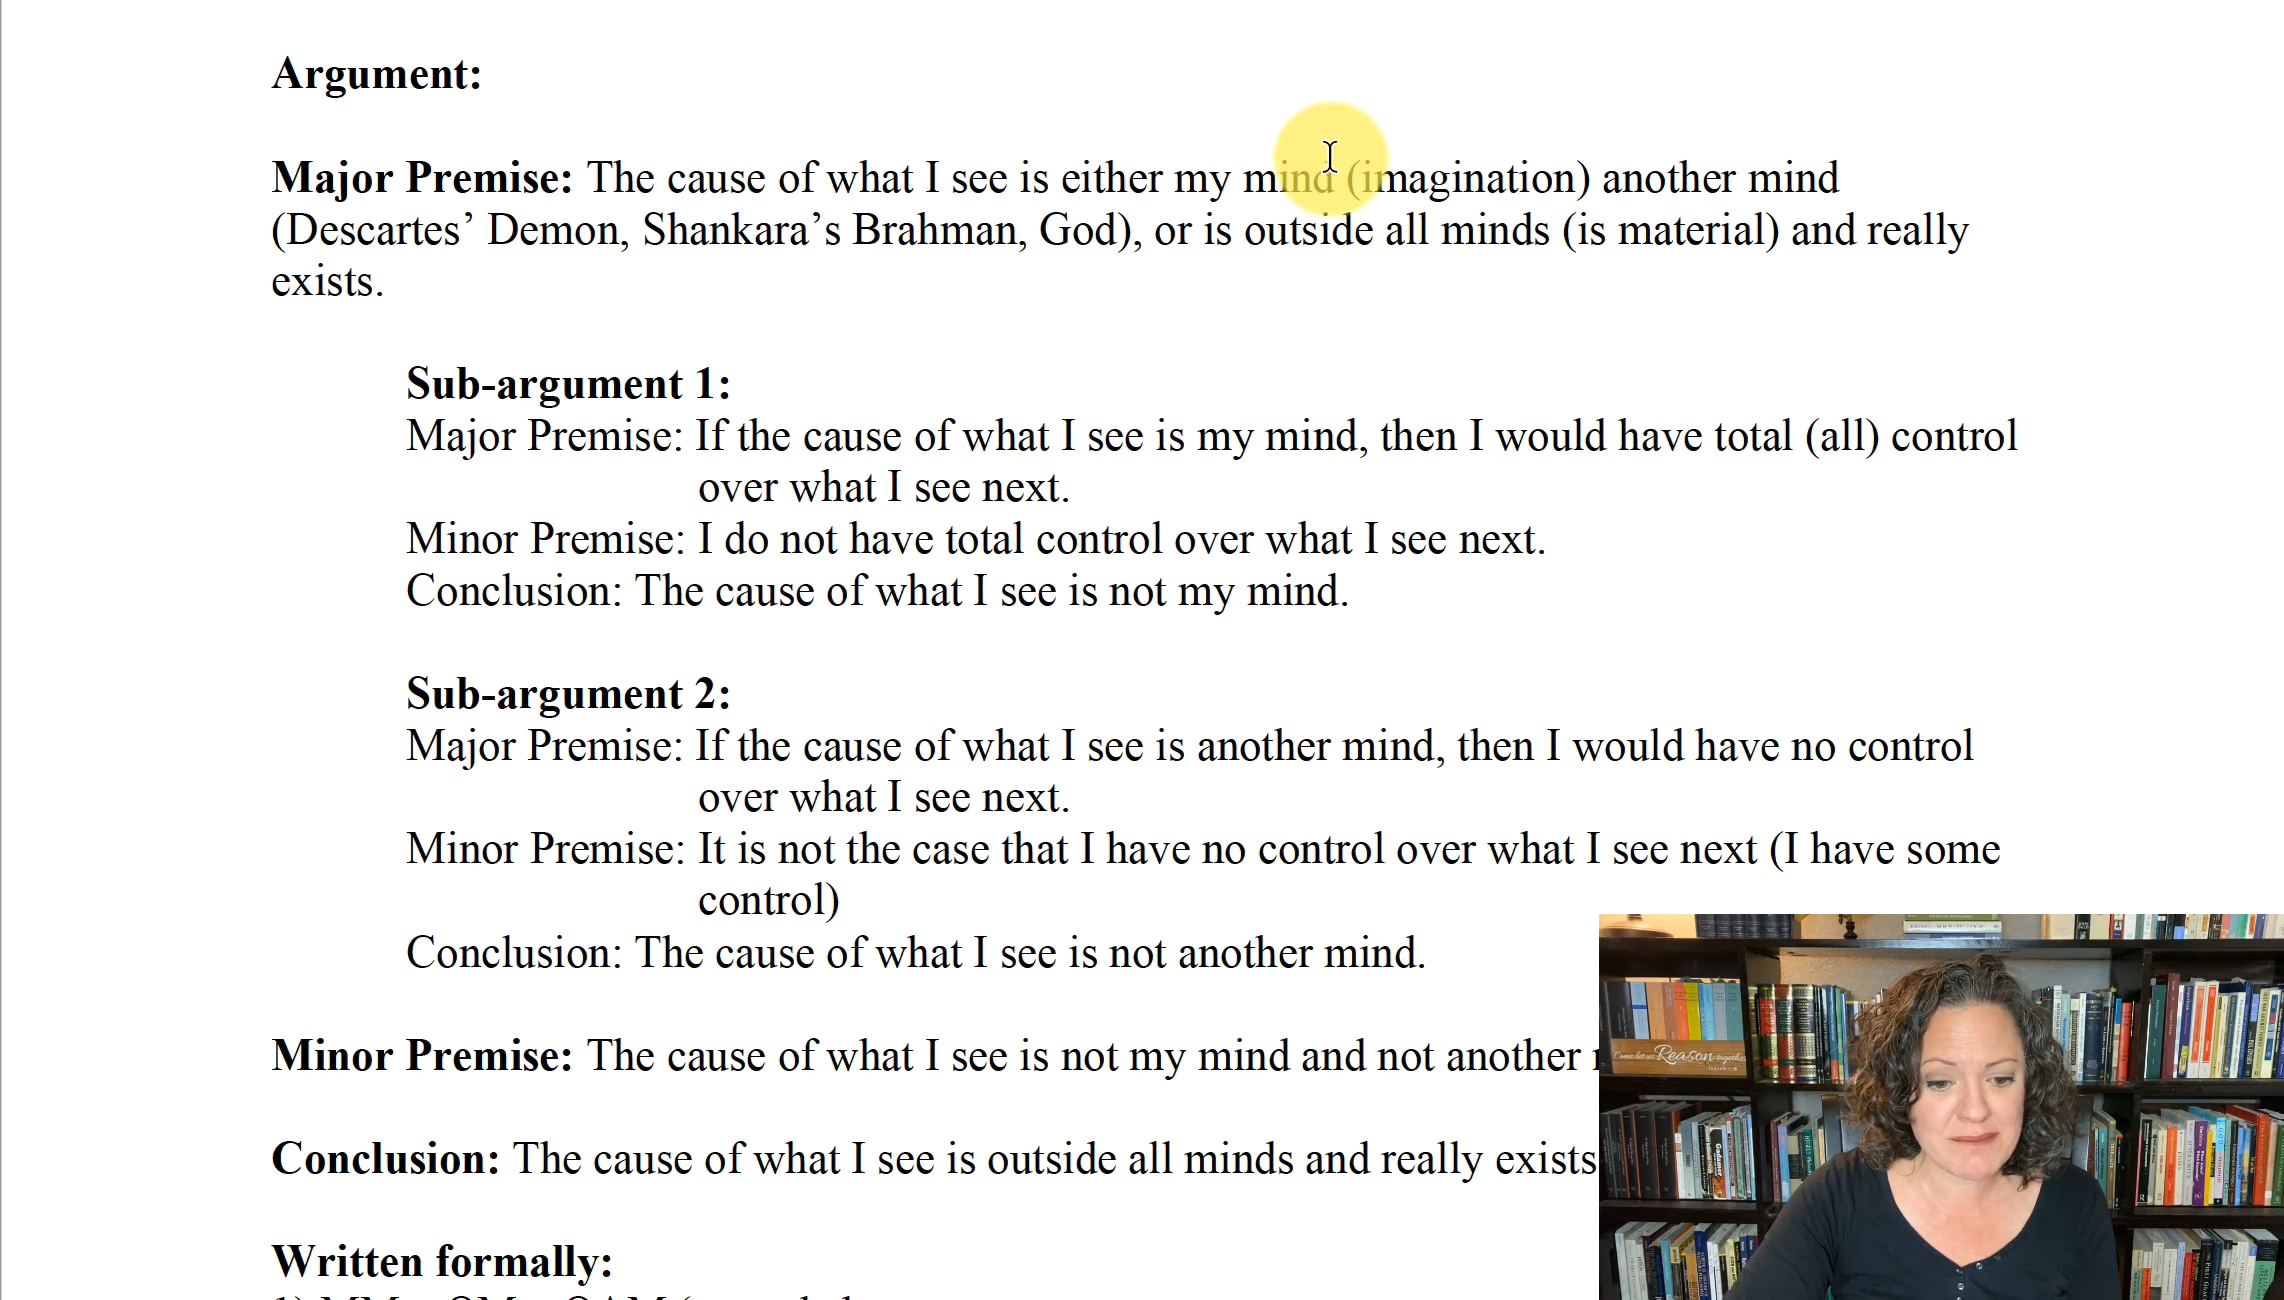 Argument:
Major Premise: The cause of what I see is either my mind (imagination) another mind
(Descartes’ Demon, Shankara’s Brahman, God), or is outside all minds (is material) and really
exists.
Sub-argument 1:
Major Premise: If the cause of what I see is my mind, then I would have total (all) control
over what I see next.
Minor Premise: I do not have total control over what I see next.
Conclusion: The cause of what I see is not my mind.
Sub-argument 2:
Major Premise: If the cause of what I see is another mind, then I would have no control
over what I see next.
Minor Premise: It is not the case that I have no control over what I see next (I have some
control)
Conclusion: The cause of what I see is not another mind.
Minor Premise: The cause of what I see is not my mind and not another
Conclusion: The cause of what I see is outside all minds and really exists
Written formally:
Come let us Reason together